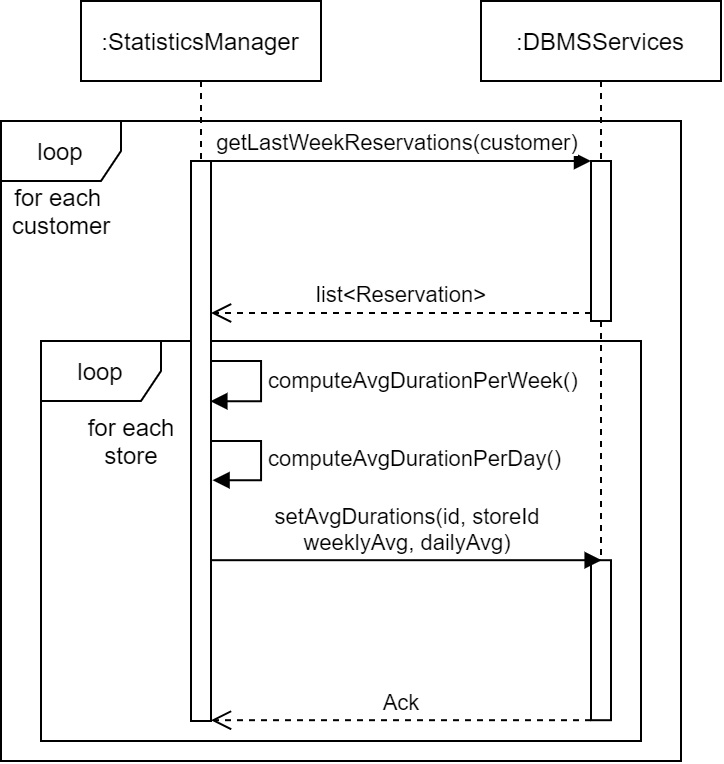 :StatisticsManager
:DBMSServices
loop
getLastWeekReservations(customer)
for each
customer
list<Reservation>
loop
computeAvgDurationPerWeek()
for each
store
computeAvgDurationPerDay()
setAvgDurations(id, storeId
weeklyAvg, dailyAvg)
Ack